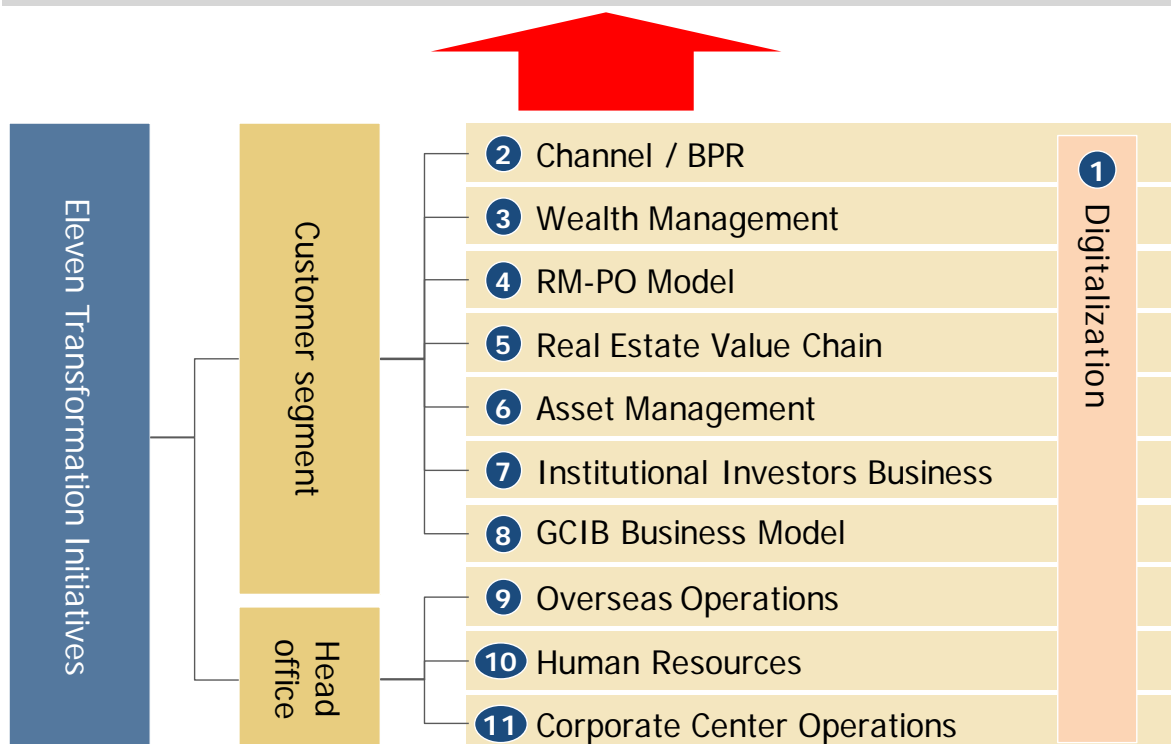 Eleven Transformation Initiatives
Customer segment
Head
office
2 Channel / BPR
3 Wealth Management
4 RM-PO Model
5 Real Estate Value Chain
6 Asset Management
7 Institutional Investors Business
8 GCIB Business Model
9 Overseas Operations
10 Human Resources
11 Corporate Center Operations
1 Digitalization